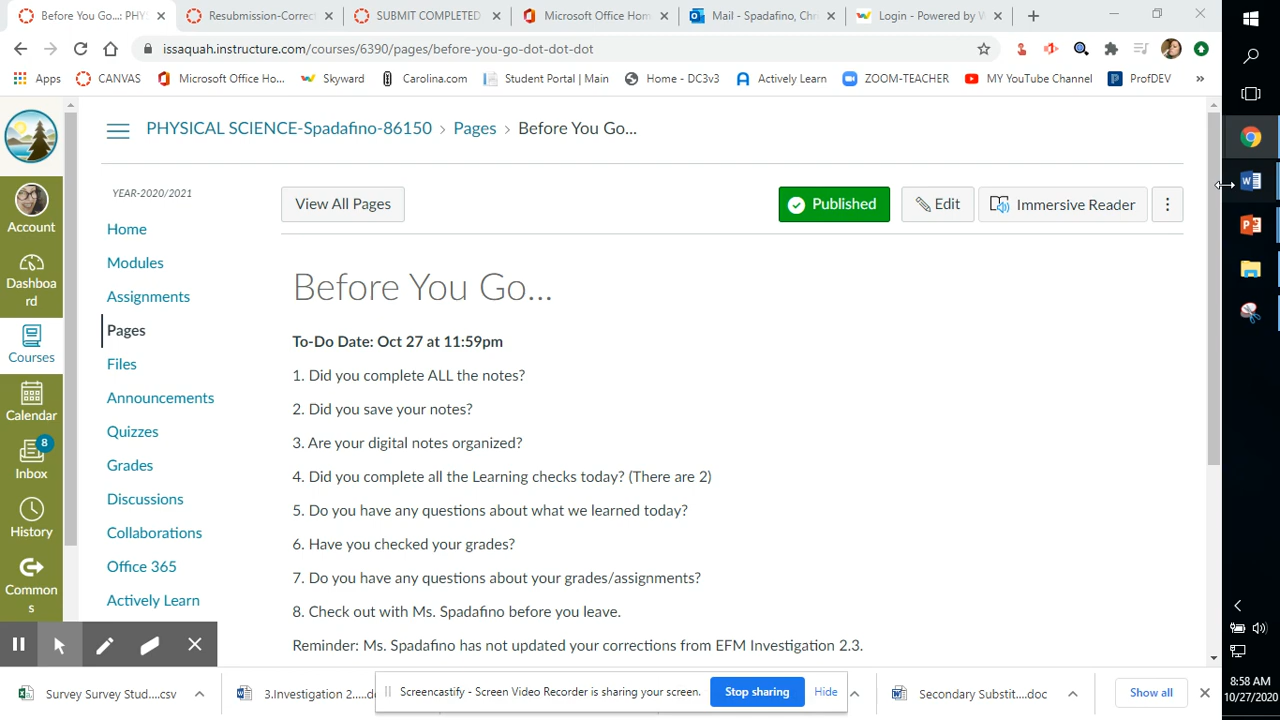 Before You Go...: PHYS
Resubmission-Correct
SUBMIT COMPLETED
Microsoft Office Home
Mail - Spadafino, Chr
Login - Powered by W
issaquah.instructure.com/courses/6390/pages/before-you-go-dot-dot-dot
Apps
CANVAS
Microsoft Office Ho...
Skyward
Carolina.com
Student Portal | Main
Home - DC3v3
Actively Learn
ZOOM-TEACHER
MY YouTube Channel
ProfDEV
»
PHYSICAL SCIENCE-Spadafino-86150 > Pages > Before You Go...
YEAR-2020/2021
Home
Modules
Assignments
Pages
Files
Announcements
Quizzes
Grades
Discussions
Collaborations
Office 365
Actively Learn
Account
Dashboa
rd
Courses
Calendar
8
Inbox
History
Common
s
View All Pages
Published
Edit
Immersive Reader
Before You Go...
To-Do Date: Oct 27 at 11:59pm
1. Did you complete ALL the notes?
2. Did you save your notes?
3. Are your digital notes organized?
4. Did you complete all the Learning checks today? (There are 2)
5. Do you have any questions about what we learned today?
6. Have you checked your grades?
7. Do you have any questions about your grades/assignments?
8. Check out with Ms. Spadafino before you leave.
Reminder: Ms. Spadafino has not updated your corrections from EFM Investigation 2.3.
Survey Survey Stud....csv
3.Investigation 2.....do
Screencastify - Screen Video Recorder is sharing your screen.
Stop sharing
Hide
Secondary Substit....doc
Show all
8:58 AM
10/27/2020